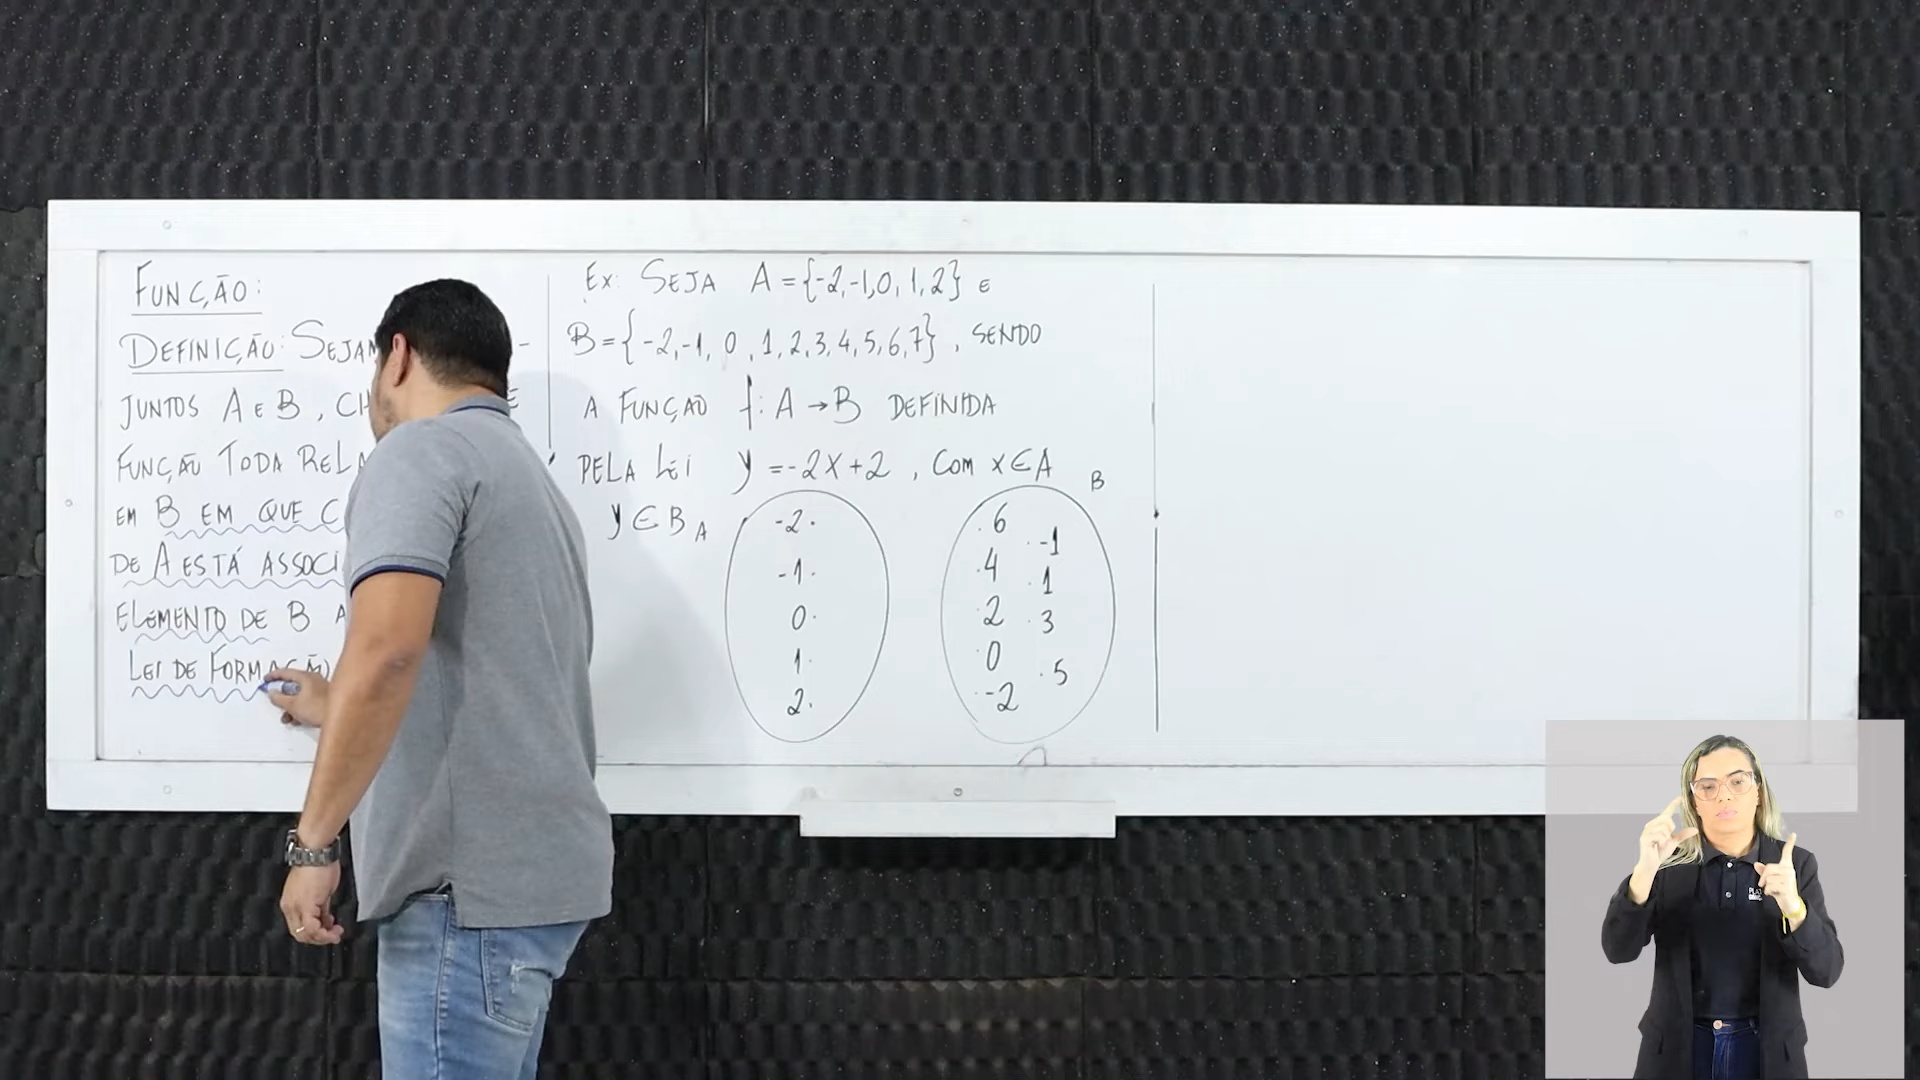 FUNÇÃO:
DEFINIÇÃO: SEJAM -
JUNTOS A E B, CH E
FUNÇÃO TODA RELA
EM B EM QUE C
DE A ESTÁ ASSOCI
ELEMENTO DE B A
LEI DE FORMAÇÃO
Ex: SEJA A = {-2,-1,0,1,2} E
B = {-2,-1,0,1,2,3,4,5,6,7}, SENDO
A FUNÇÃO f: A → B DEFINIDA
PELA LEI y = -2x+2, COM x ∈ A
y ∈ B
A
-2.
-1.
0.
1.
2.
B
.6
.4
.2
.0
.-2
.-1
.1
.3
.5